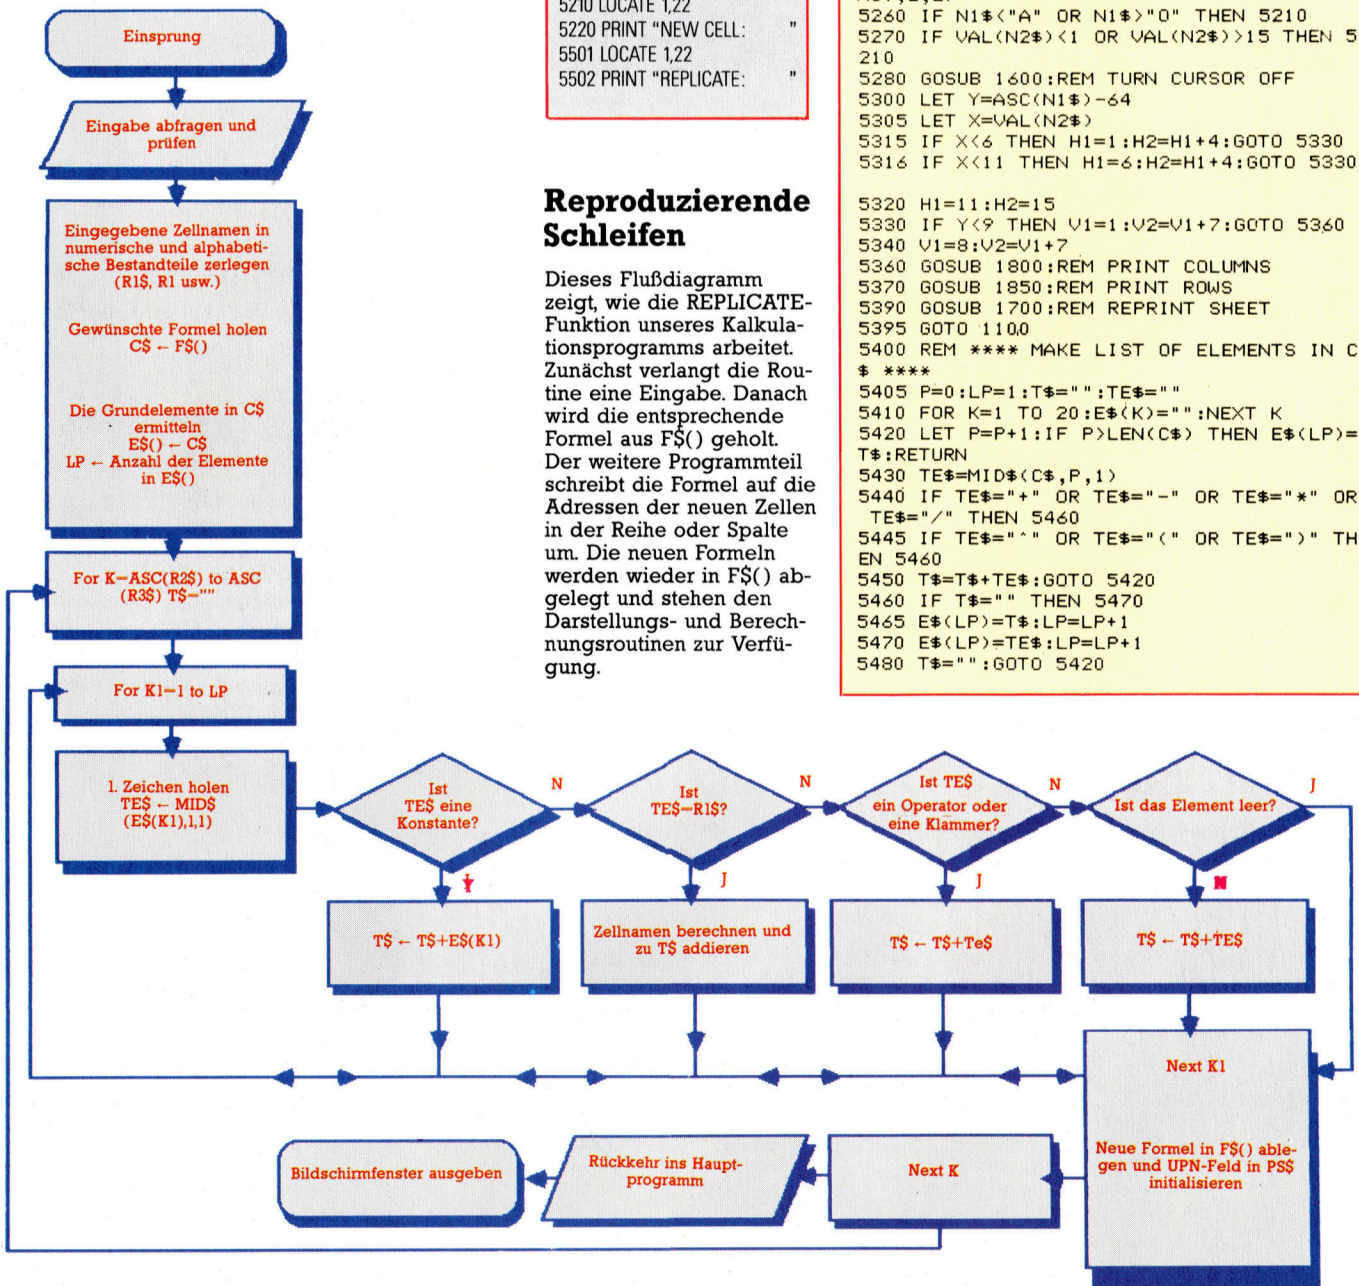 Einsprung
Eingabe abfragen und
prüfen
Eingegebene Zellnamen in
numerische und alphabeti-
sche Bestandteile zerlegen
(R1$, R1 usw.)
Gewünschte Formel holen
C$ ← F$()
Die Grundelemente in C$
ermitteln
E$() ← C$
LP ← Anzahl der Elemente
in E$()
For K=ASC(R2$) to ASC
(R3$) T$=""
For K1=1 to LP
1. Zeichen holen
TE$ ← MID$
(E$(K1),1,1)
5210 LOCATE 1,22
5220 PRINT "NEW CELL: "
5501 LOCATE 1,22
5502 PRINT "REPLICATE: "
Reproduzierende
Schleifen
Dieses Flußdiagramm
zeigt, wie die REPLICATE-
Funktion unseres Kalkula-
tionsprogramms arbeitet.
Zunächst verlangt die Rou-
tine eine Eingabe. Danach
wird die entsprechende
Formel aus F$() geholt.
Der weitere Programmteil
schreibt die Formel auf die
Adressen der neuen Zellen
in der Reihe oder Spalte
um. Die neuen Formeln
werden wieder in F$() ab-
gelegt und stehen den
Darstellungs- und Berech-
nungsroutinen zur Verfü-
gung.
5260 IF N1$<"A" OR N1$>"O" THEN 5210
5270 IF VAL(N2$)<1 OR VAL(N2$)>15 THEN 5
210
5280 GOSUB 1600:REM TURN CURSOR OFF
5300 LET Y=ASC(N1$)-64
5305 LET X=VAL(N2$)
5315 IF X<6 THEN H1=1:H2=H1+4:GOTO 5330
5316 IF X<11 THEN H1=6:H2=H1+4:GOTO 5330
5320 H1=11:H2=15
5330 IF Y<9 THEN V1=1:V2=V1+7:GOTO 5360
5340 V1=8:V2=V1+7
5360 GOSUB 1800:REM PRINT COLUMNS
5370 GOSUB 1850:REM PRINT ROWS
5390 GOSUB 1700:REM REPRINT SHEET
5395 GOTO 1100
5400 REM **** MAKE LIST OF ELEMENTS IN C
$ ****
5405 P=0:LP=1:T$="":TE$=""
5410 FOR K=1 TO 20:E$(K)="":NEXT K
5420 LET P=P+1:IF P>LEN(C$) THEN E$(LP)=
T$:RETURN
5430 TE$=MID$(C$,P,1)
5440 IF TE$="+" OR TE$="-" OR TE$="*" OR
TE$="/" THEN 5460
5445 IF TE$="^" OR TE$="(" OR TE$=")" TH
EN 5460
5450 T$=T$+TE$:GOTO 5420
5460 IF T$="" THEN 5470
5465 E$(LP)=T$:LP=LP+1
5470 E$(LP)=TE$:LP=LP+1
5480 T$="":GOTO 5420
Ist
TE$ eine
Konstante?
N
Ist
TE$=R1$?
N
Ist TE$
ein Operator oder
eine Klammer?
N
Ist das Element leer?
J
Y
J
J
N
T$ ← T$+E$(K1)
Zellnamen berechnen und
zu T$ addieren
T$ ← T$+Te$
T$ ← T$+TE$
Next K1
Neue Formel in F$() able-
gen und UPN-Feld in PS$
initialisieren
Next K
Rückkehr ins Haupt-
programm
Bildschirmfenster ausgeben